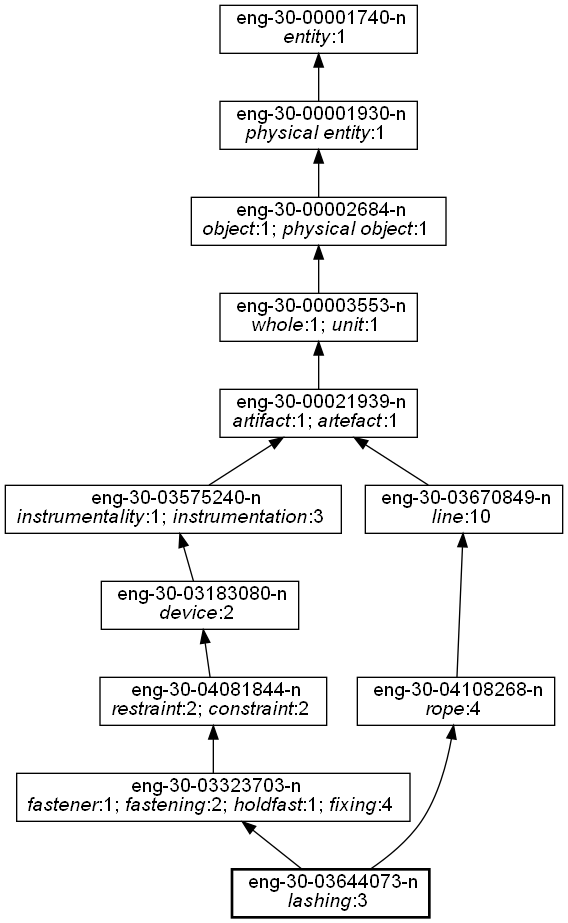 eng-30-00001740-n
entity:1
eng-30-00001930-n
physical entity:1
eng-30-00002684-n
object:1; physical object:1
eng-30-00003553-n
whole:1; unit:1
eng-30-00021939-n
artifact:1; artefact:1
eng-30-03575240-n
instrumentality:1; instrumentation:3
eng-30-03670849-n
line:10
eng-30-03183080-n
device:2
eng-30-04081844-n
restraint:2; constraint:2
eng-30-04108268-n
rope:4
eng-30-03323703-n
fastener:1; fastening:2; holdfast:1; fixing:4
eng-30-03644073-n
lashing:3